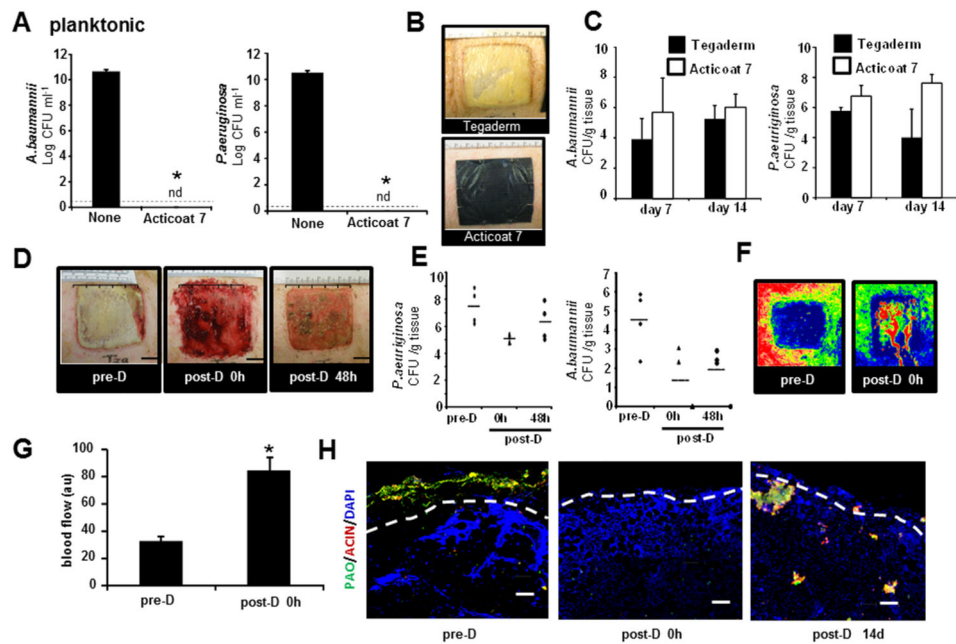 A planktonic
A.baumannii
Log CFU ml-1
12
10
8
6
4
2
0
*
nd
None Acticoat 7
P.aeruginosa
Log CFU ml-1
12
10
8
6
4
2
0
*
nd
None Acticoat 7
B
Tegaderm
Acticoat 7
C
Tegaderm
Acticoat 7
A.baumannii
CFU/g tissue
10
8
6
4
2
0
day 7 day 14
Tegaderm
Acticoat 7
P.aeuriginosa
CFU/g tissue
10
8
6
4
2
0
day 7 day 14
D
pre-D post-D 0h post-D 48h
E
P.aeuriginosa
CFU /g tissue
10
8
6
4
2
0
pre-D 0h 48h
post-D
A.baumannii
CFU /g tissue
7
6
5
4
3
2
1
0
pre-D 0h 48h
post-D
F
pre-D post-D 0h
G
blood flow (au)
100
80
60
40
20
0
*
pre-D post-D 0h
H
PAO/ACIN/DAPI
pre-D post-D 0h post-D 14d